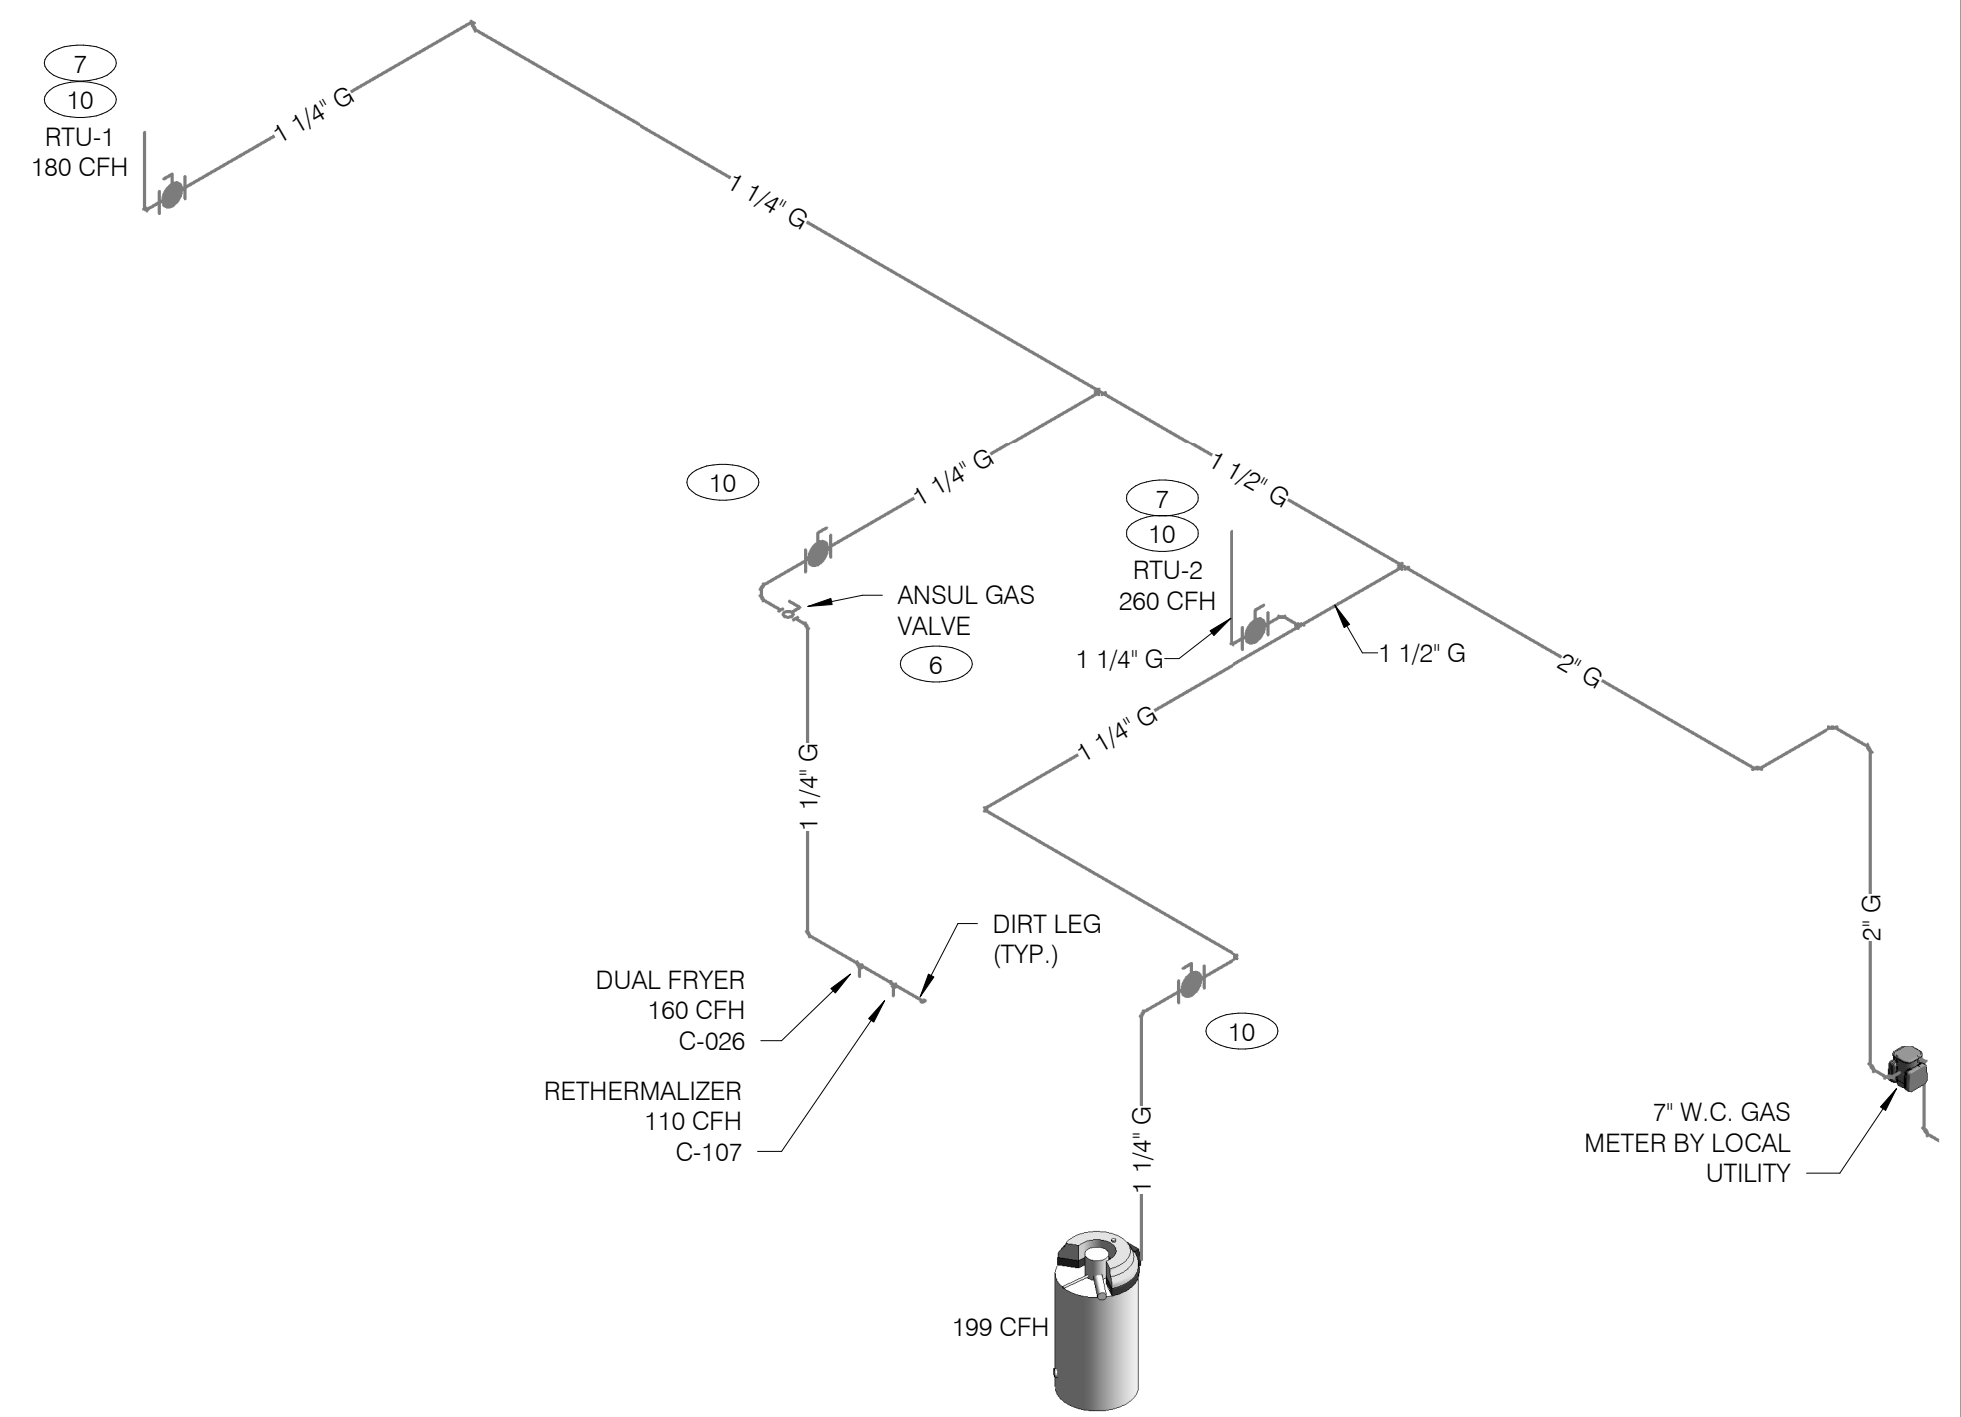 7
10
RTU-1
180 CFH
1 1/4" G
1 1/4" G
10
1 1/4" G
1 1/2" G
7
10
RTU-2
260 CFH
1 1/4" G
1 1/2" G
ANSUL GAS
VALVE
6
2" G
1 1/4" G
1 1/4" G
2" G
DIRT LEG
(TYP.)
DUAL FRYER
160 CFH
C-026
10
RETHERMALIZER
110 CFH
C-107
1 1/4" G
7" W.C. GAS
METER BY LOCAL
UTILITY
199 CFH